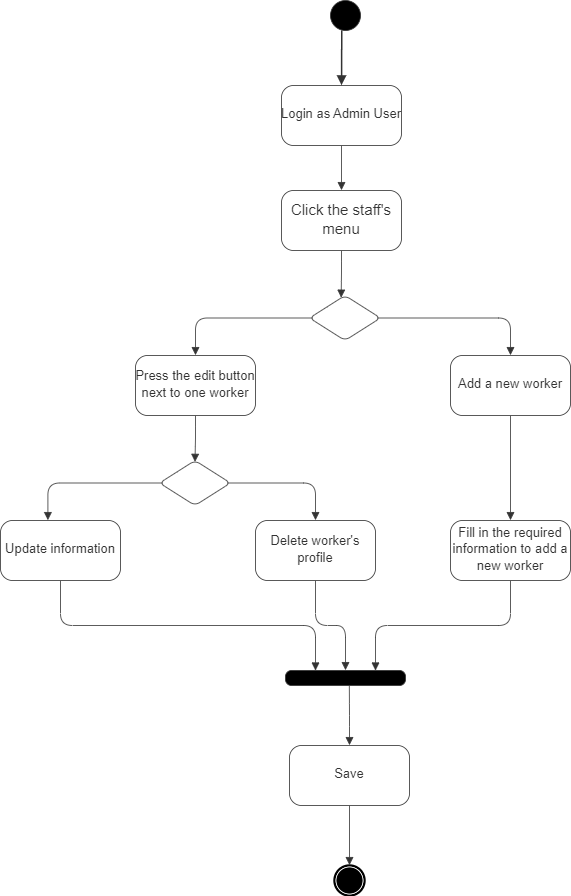 Login as Admin User
Click the staff's
menu
Press the edit button
next to one worker
Add a new worker
Update information
Delete worker's
profile
Fill in the required
information to add a
new worker
Save